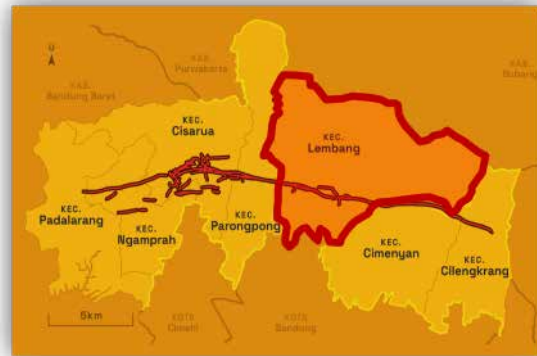 U
KAB.
Purwakarta
KAB.
Bandung Barat
KAB.
Subang
KEC.
Cisarua
KEC.
Lembang
KEC.
Padalarang
KEC.
Ngamprah
KEC.
Parongpong
KEC.
Cimenyan
KEC.
Cilengkrang
5km
KOTA
Cimahi
KOTA
Bandung